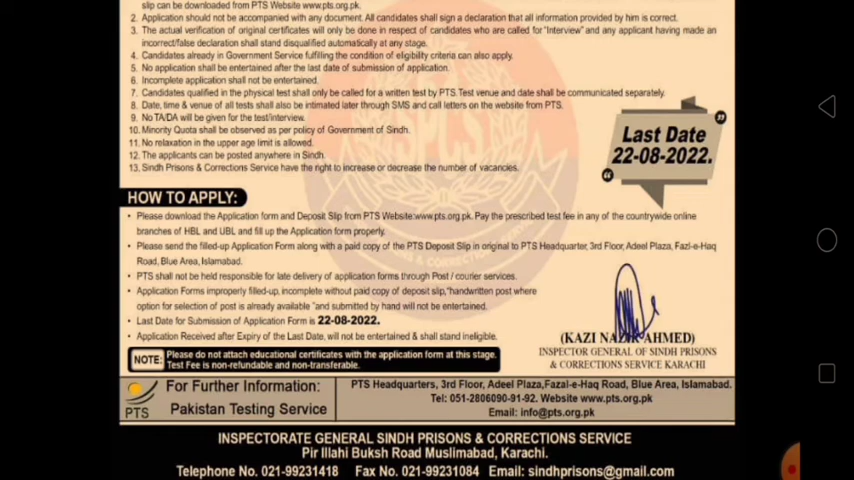 slip can be downloaded from PTS Website www.pts.org.pk.
2. Application should not be accompanied with any document. All candidates shall sign a declaration that all information provided by him is correct.
3. The actual verification of original certificates will only be done in respect of candidates who are called for "Interview" and any applicant having made an
incorrect/false declaration shall stand disqualified automatically at any stage.
4. Candidates already in Government Service fulfilling the condition of eligibility criteria can also apply.
5. No application shall be entertained after the last date of submission of application.
6. Incomplete application shall not be entertained.
7. Candidates qualified in the physical test shall only be called for a written test by PTS. Test venue and date shall be communicated separately.
8. Date, time & venue of all tests shall also be intimated later through SMS and call letters on the website from PTS.
9. No TA/DA will be given for the test/interview.
10. Minority Quota shall be observed as per policy of Government of Sindh.
11. No relaxation in the upper age limit is allowed.
12. The applicants can be posted anywhere in Sindh.
13. Sindh Prisons & Corrections Service have the right to increase or decrease the number of vacancies.
Last Date
22-08-2022.
HOW TO APPLY:
• Please download the Application form and Deposit Slip from PTS Website:www.pts.org.pk. Pay the prescribed test fee in any of the countrywide online
branches of HBL and UBL and fill up the Application form properly.
• Please send the filled-up Application Form along with a paid copy of the PTS Deposit Slip in original to PTS Headquarter, 3rd Floor, Adeel Plaza, Fazl-e-Haq
Road, Blue Area, Islamabad.
• PTS shall not be held responsible for late delivery of application forms through Post / courier services.
• Application Forms improperly filled-up, incomplete without paid copy of deposit slip, "handwritten post where
option for selection of post is already available "and submitted by hand will not be entertained.
• Last Date for Submission of Application Form is 22-08-2022.
• Application Received after Expiry of the Last Date, will not be entertained & shall stand ineligible.
NOTE: Please do not attach educational certificates with the application form at this stage.
Test Fee is non-refundable and non-transferable.
(KAZI NAZIR AHMED)
INSPECTOR GENERAL OF SINDH PRISONS
& CORRECTIONS SERVICE KARACHI
PTS
For Further Information:
Pakistan Testing Service
PTS Headquarters, 3rd Floor, Adeel Plaza,Fazal-e-Haq Road, Blue Area, Islamabad.
Tel: 051-2806090-91-92. Website www.pts.org.pk
Email: info@pts.org.pk
INSPECTORATE GENERAL SINDH PRISONS & CORRECTIONS SERVICE
Pir Illahi Buksh Road Muslimabad, Karachi.
Telephone No. 021-99231418 Fax No. 021-99231084 Email: sindhprisons@gmail.com